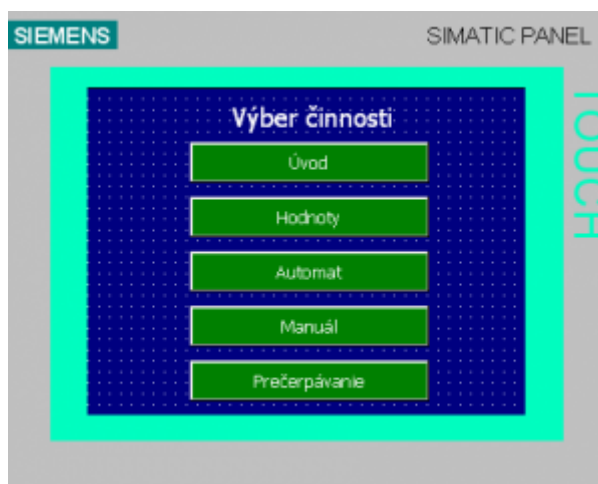 SIEMENS
SIMATIC PANEL
TOUCH
Výber činnosti
Úvod
Hodnoty
Automat
Manuál
Prečerpávanie